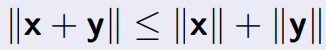 ‖x + y‖ ≤ ‖x‖ + ‖y‖